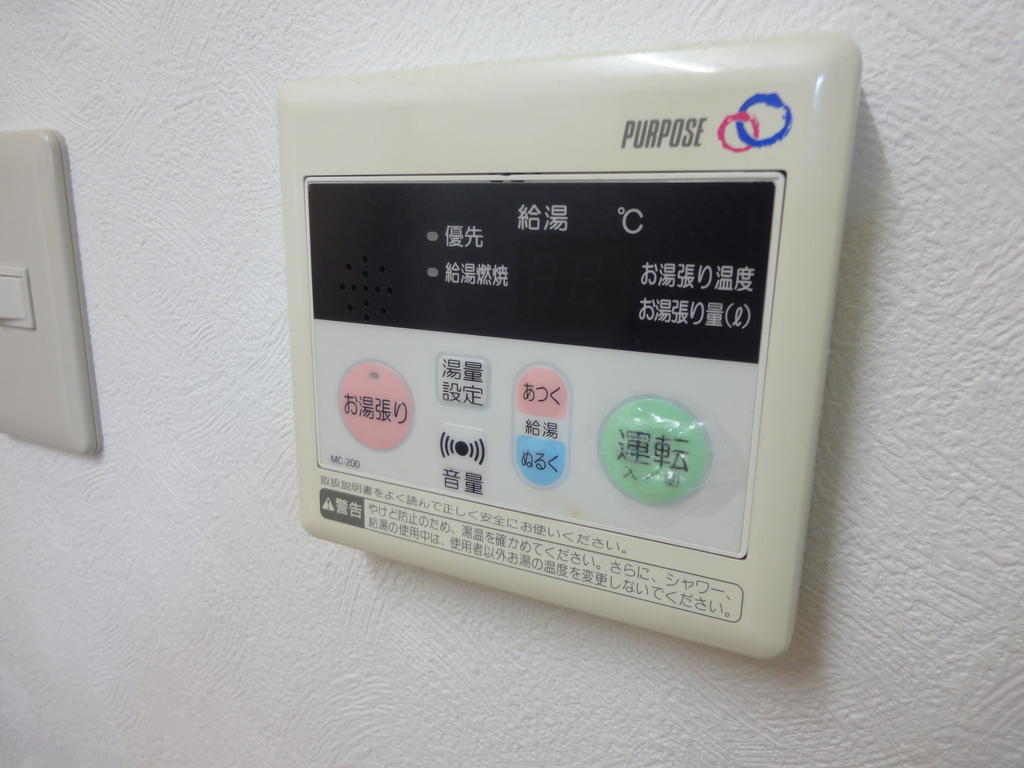 PURPOSE
給湯 ℃
優先
給湯燃焼
お湯張り温度
お湯張り量(ℓ)
お湯張り
湯量
設定
音量
あつく
給湯
ぬるく
運転
入/切
MC-200
取扱説明書をよく読んで正しく安全にお使いください。
警告
やけど防止のため、湯温を確かめてください。さらに、シャワー、
給湯の使用中は、使用者以外お湯の温度を変更しないでください。